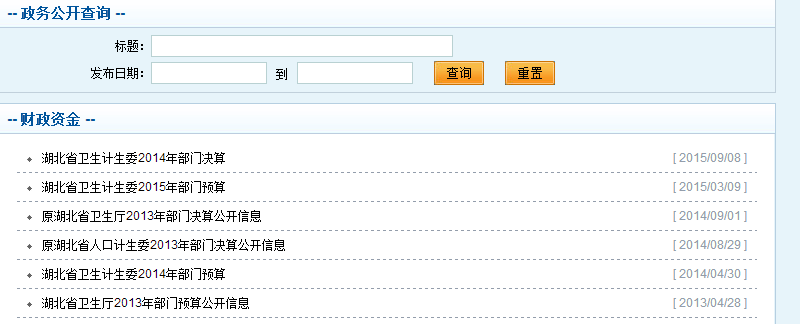 -- 政务公开查询 --
标题:
发布日期: 到 查询 重置
-- 财政资金 --
湖北省卫生计生委2014年部门决算 [ 2015/09/08 ]
湖北省卫生计生委2015年部门预算 [ 2015/03/09 ]
原湖北省卫生厅2013年部门决算公开信息 [ 2014/09/01 ]
原湖北省人口计生委2013年部门决算公开信息 [ 2014/08/29 ]
湖北省卫生计生委2014年部门预算 [ 2014/04/30 ]
湖北省卫生厅2013年部门预算公开信息 [ 2013/04/28 ]